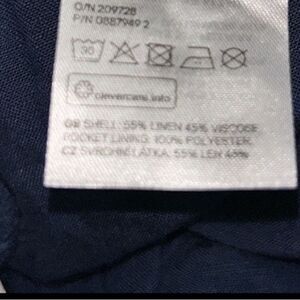 O/N 209728
P/N 0887949 2
30
clevercare.info
GB SHELL: 55% LINEN 45% VISCOSE.
POCKET LINING: 100% POLYESTER.
CZ SVRCHNÍ LÁTKA: 55% LEN 45%